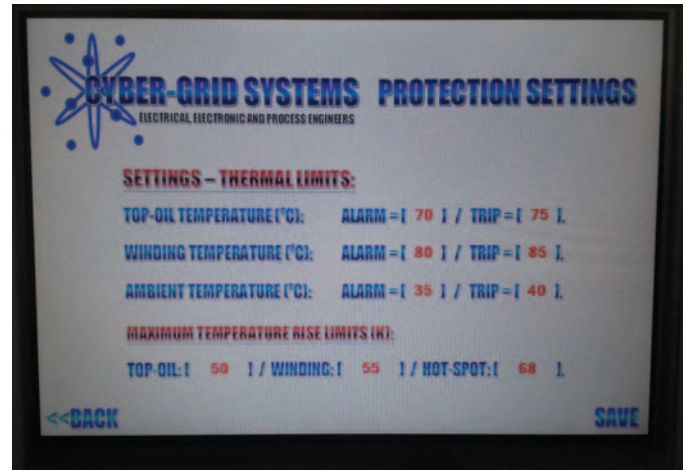 CYBER-GRID SYSTEMS PROTECTION SETTINGS
ELECTRICAL, ELECTRONIC AND PROCESS ENGINEERS
SETTINGS – THERMAL LIMITS:
TOP-OIL TEMPERATURE (°C): ALARM = [ 70 ] / TRIP = [ 75 ].
WINDING TEMPERATURE (°C): ALARM = [ 80 ] / TRIP = [ 85 ].
AMBIENT TEMPERATURE (°C): ALARM = [ 35 ] / TRIP = [ 40 ].
MAXIMUM TEMPERATURE RISE LIMITS (K):
TOP-OIL: [ 50 ] / WINDING: [ 55 ] / HOT-SPOT: [ 68 ].
<<BACK SAVE